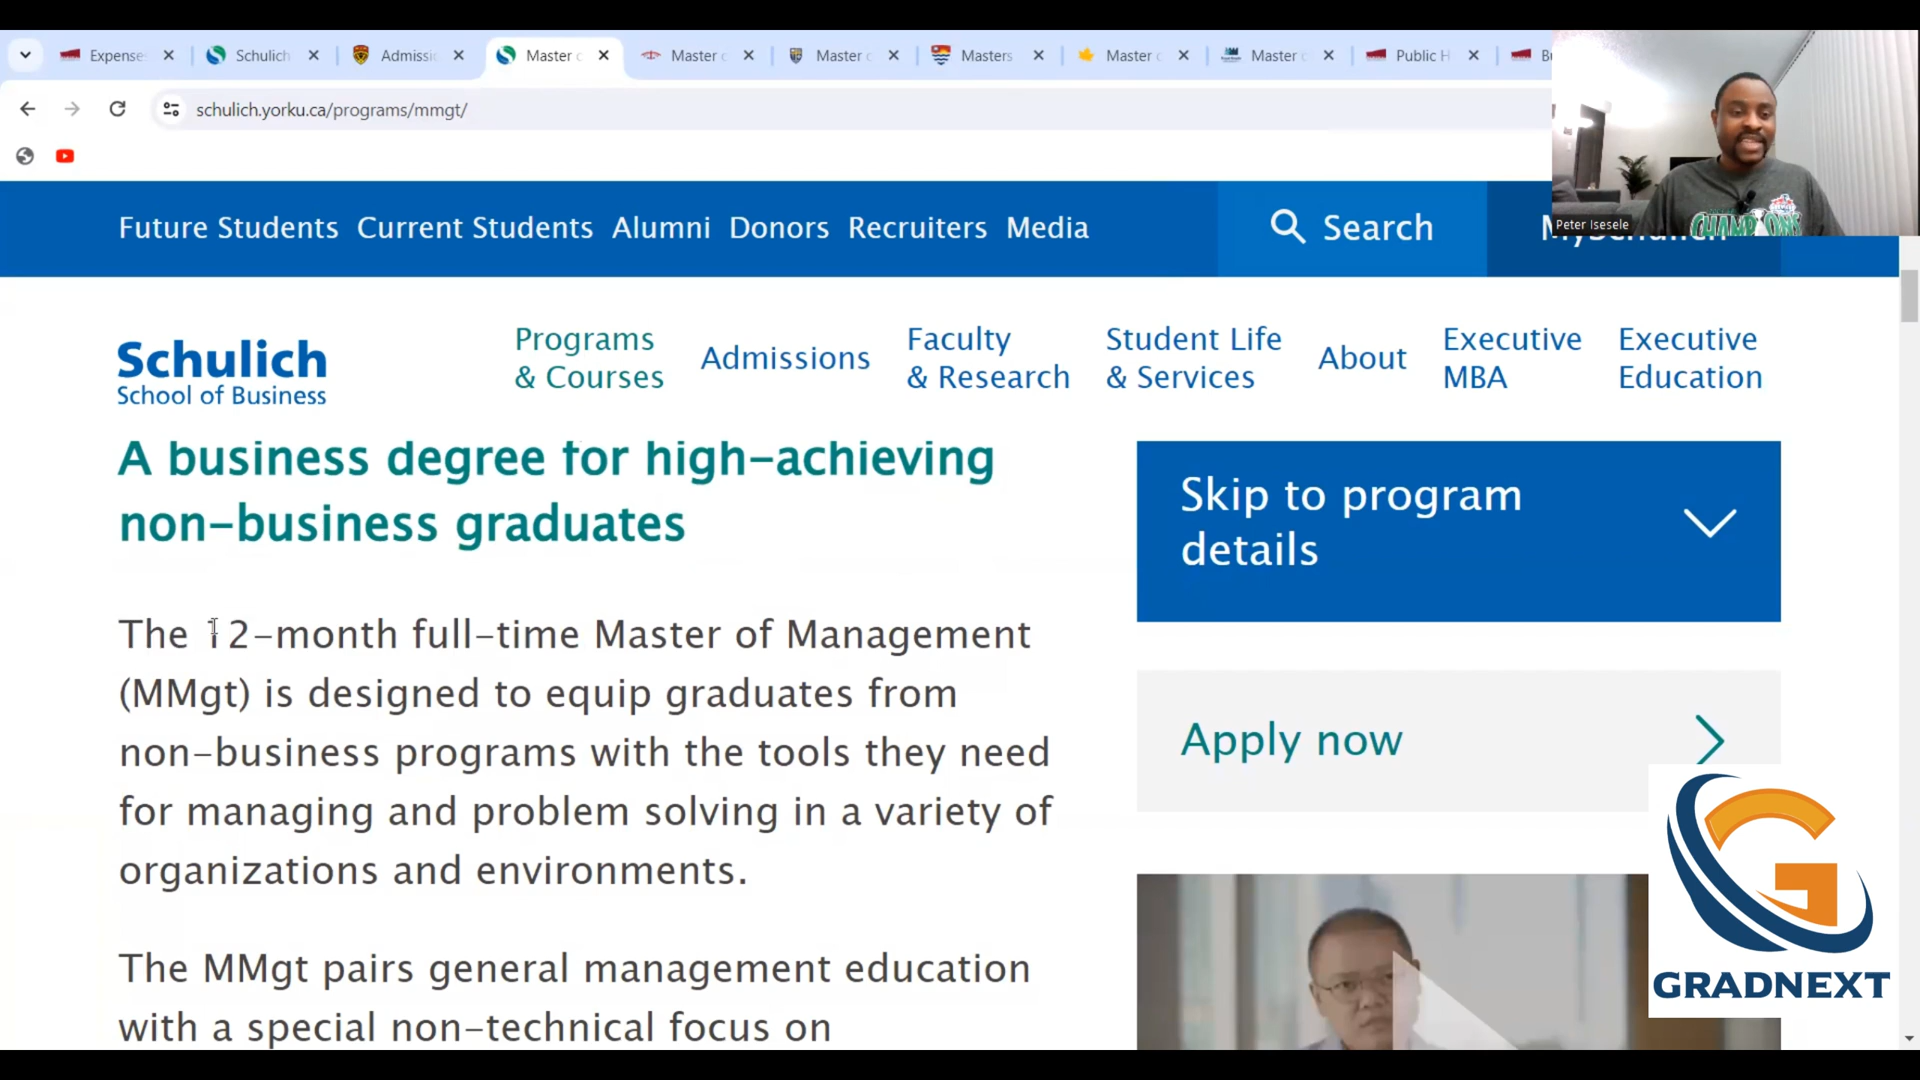 Expense
Schulich
Admissi
Master c
Master c
Master c
Masters
Master c
Master c
Public H
B
schulich.yorku.ca/programs/mmgt/
Peter Isesele
CHAMPIONS
Future Students Current Students Alumni Donors Recruiters Media
Search
MySchulich
Schulich
School of Business
Programs
& Courses
Admissions
Faculty
& Research
Student Life
& Services
About
Executive
MBA
Executive
Education
A business degree for high-achieving
non-business graduates
Skip to program
details
The 12-month full-time Master of Management
(MMgt) is designed to equip graduates from
non-business programs with the tools they need
for managing and problem solving in a variety of
organizations and environments.
Apply now
The MMgt pairs general management education
with a special non-technical focus on
GRADNEXT